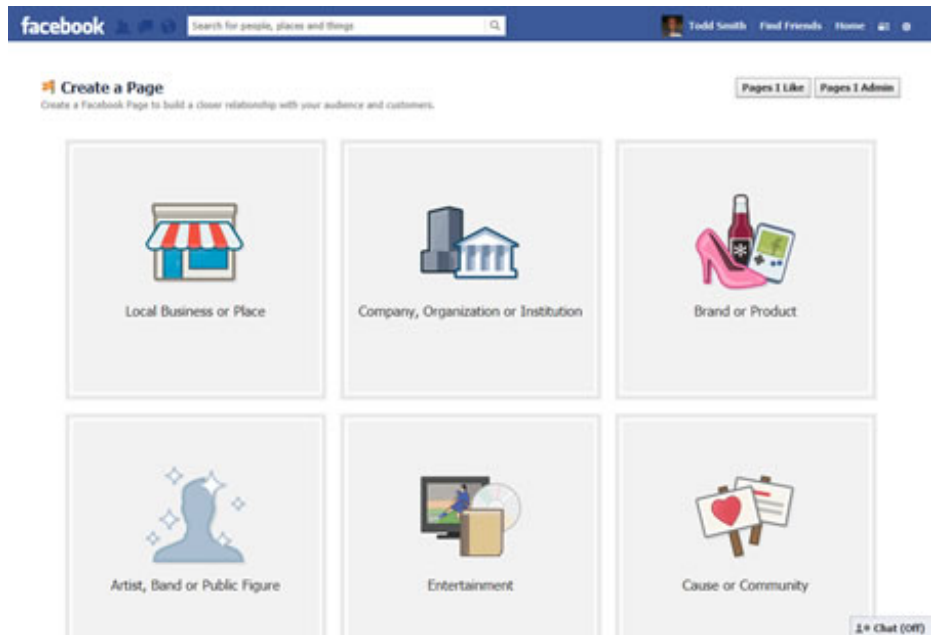 facebook
Search for people, places and things
Todd Smith Find Friends Home
Create a Page
Create a Facebook Page to build a closer relationship with your audience and customers.
Pages I Like Pages I Admin
Local Business or Place
Company, Organization or Institution
Brand or Product
Artist, Band or Public Figure
Entertainment
Cause or Community
Chat (Off)